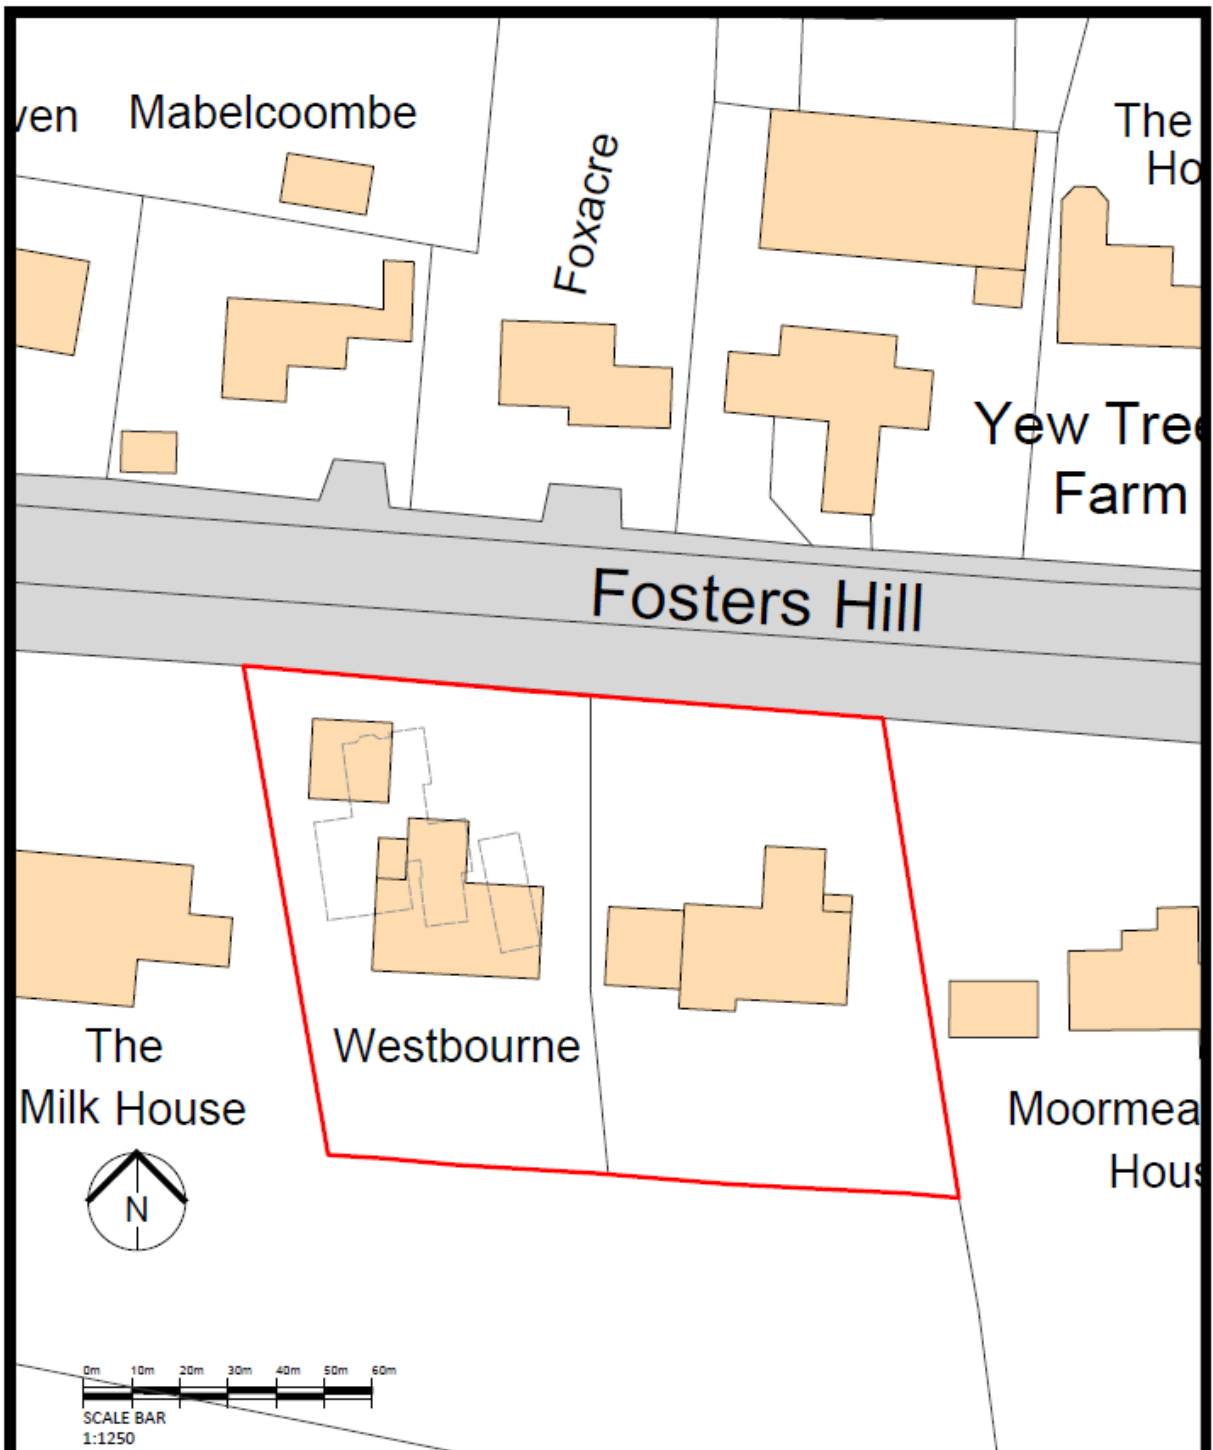 ven
Mabelcoombe
Foxacre
The
Ho
Yew Tree
Farm
Fosters Hill
The
Milk House
Westbourne
Moormea
Hous
N
0m 10m 20m 30m 40m 50m 60m
SCALE BAR
1:1250